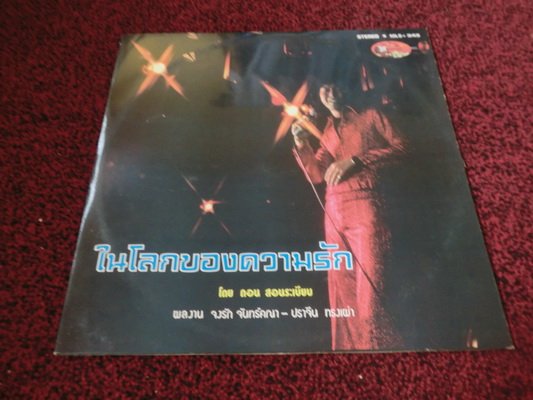 STEREO
ในโลกของความรัก
โดย ดอน สอนระเบียบ
ผลงาน จงรัก จันทร์คณา - ปราจีน ทรงเผ่า